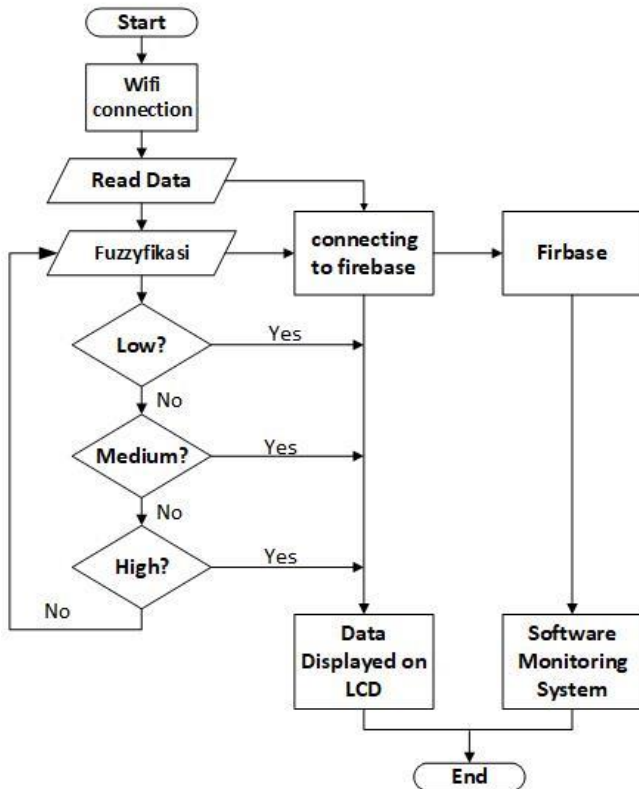 Start
Wifi
connection
Read Data
Fuzzyfikasi
connecting
to firebase
Firbase
Low?
Yes
No
Medium?
Yes
No
High?
Yes
No
Data
Displayed on
LCD
Software
Monitoring
System
End